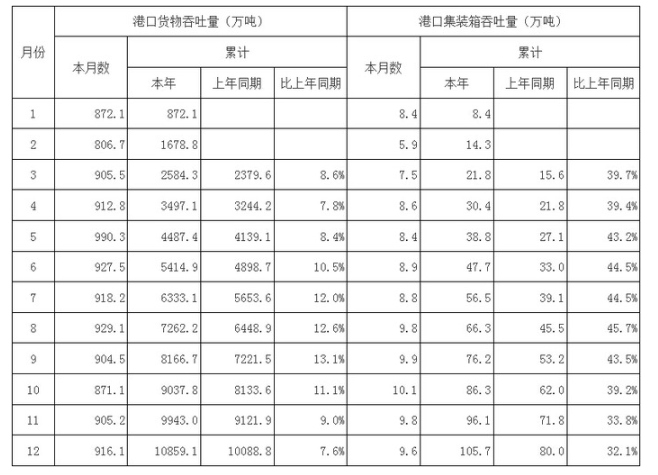 月份 港口货物吞吐量（万吨） 港口集装箱吞吐量（万吨）
本月数 累计 本月数 累计
本年 上年同期 比上年同期 本年 上年同期 比上年同期
1 872.1 872.1 8.4 8.4
2 806.7 1678.8 5.9 14.3
3 905.5 2584.3 2379.6 8.6% 7.5 21.8 15.6 39.7%
4 912.8 3497.1 3244.2 7.8% 8.6 30.4 21.8 39.4%
5 990.3 4487.4 4139.1 8.4% 8.4 38.8 27.1 43.2%
6 927.5 5414.9 4898.7 10.5% 8.9 47.7 33.0 44.5%
7 918.2 6333.1 5653.6 12.0% 8.8 56.5 39.1 44.5%
8 929.1 7262.2 6448.9 12.6% 9.8 66.3 45.5 45.7%
9 904.5 8166.7 7221.5 13.1% 9.9 76.2 53.2 43.5%
10 871.1 9037.8 8133.6 11.1% 10.1 86.3 62.0 39.2%
11 905.2 9943.0 9121.9 9.0% 9.8 96.1 71.8 33.8%
12 916.1 10859.1 10088.8 7.6% 9.6 105.7 80.0 32.1%